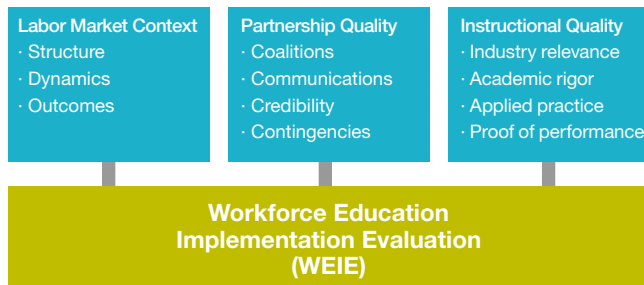 Labor Market Context
· Structure
· Dynamics
· Outcomes
Partnership Quality
· Coalitions
· Communications
· Credibility
· Contingencies
Instructional Quality
· Industry relevance
· Academic rigor
· Applied practice
· Proof of performance
Workforce Education
Implementation Evaluation
(WEIE)